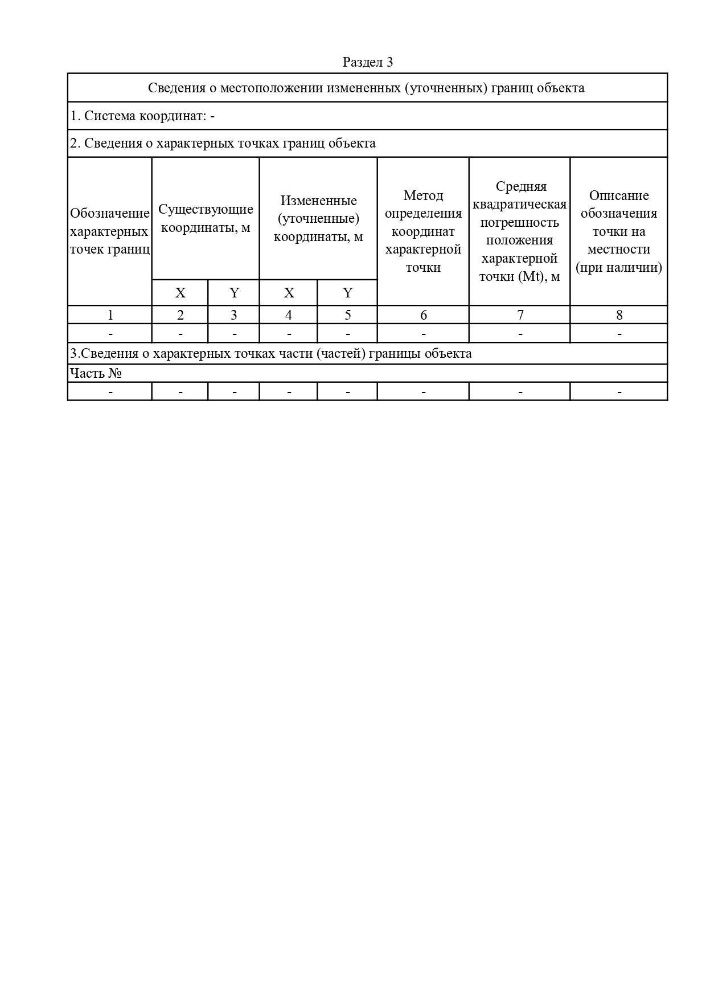 Раздел 3
Сведения о местоположении измененных (уточненных) границ объекта
1. Система координат: -
2. Сведения о характерных точках границ объекта
Обозначение
характерных
точек границ
Существующие
координаты, м
Измененные
(уточненные)
координаты, м
Метод
определения
координат
характерной
точки
Средняя
квадратическая
погрешность
положения
характерной
точки (Mt), м
Описание
обозначения
точки на
местности
(при наличии)
X Y X Y
1 2 3 4 5 6 7 8
- - - - - - - -
3.Сведения о характерных точках части (частей) границы объекта
Часть №
- - - - - - - -